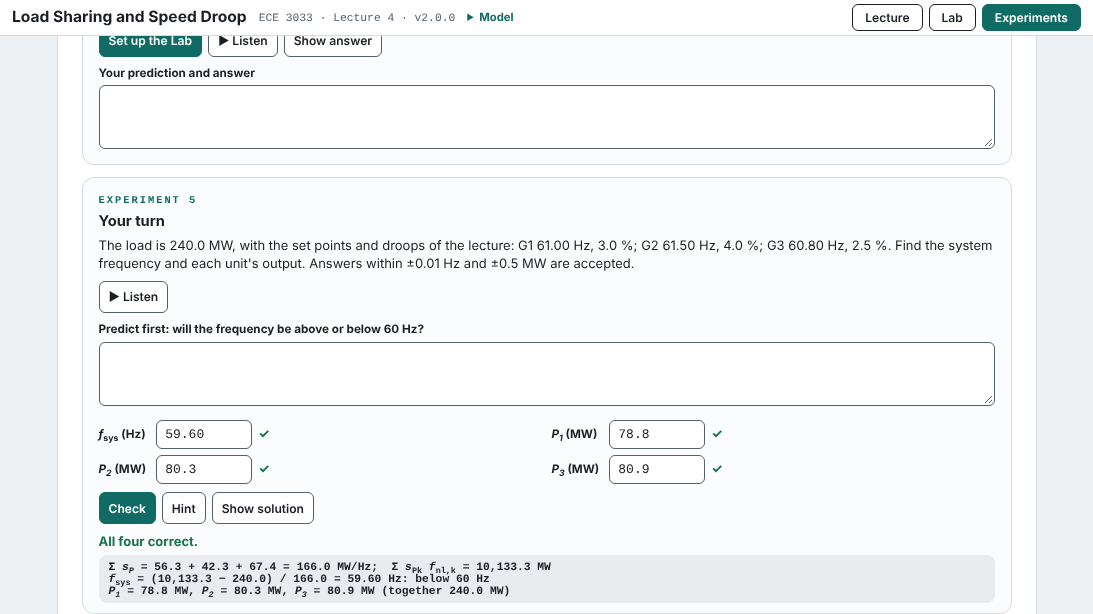 Load Sharing and Speed Droop ECE 3033 · Lecture 4 · v2.0.0 ▶ Model Lecture Lab Experiments
Set up the Lab ▶ Listen Show answer
Your prediction and answer
EXPERIMENT 5
Your turn
The load is 240.0 MW, with the set points and droops of the lecture: G1 61.00 Hz, 3.0 %; G2 61.50 Hz, 4.0 %; G3 60.80 Hz, 2.5 %. Find the system
frequency and each unit's output. Answers within ±0.01 Hz and ±0.5 MW are accepted.
▶ Listen
Predict first: will the frequency be above or below 60 Hz?
fsys (Hz) 59.60 ✓ P1 (MW) 78.8 ✓
P2 (MW) 80.3 ✓ P3 (MW) 80.9 ✓
Check Hint Show solution
All four correct.
Σ sP = 56.3 + 42.3 + 67.4 = 166.0 MW/Hz; Σ sPk fnl,k = 10,133.3 MW
fsys = (10,133.3 − 240.0) / 166.0 = 59.60 Hz: below 60 Hz
P1 = 78.8 MW, P2 = 80.3 MW, P3 = 80.9 MW (together 240.0 MW)